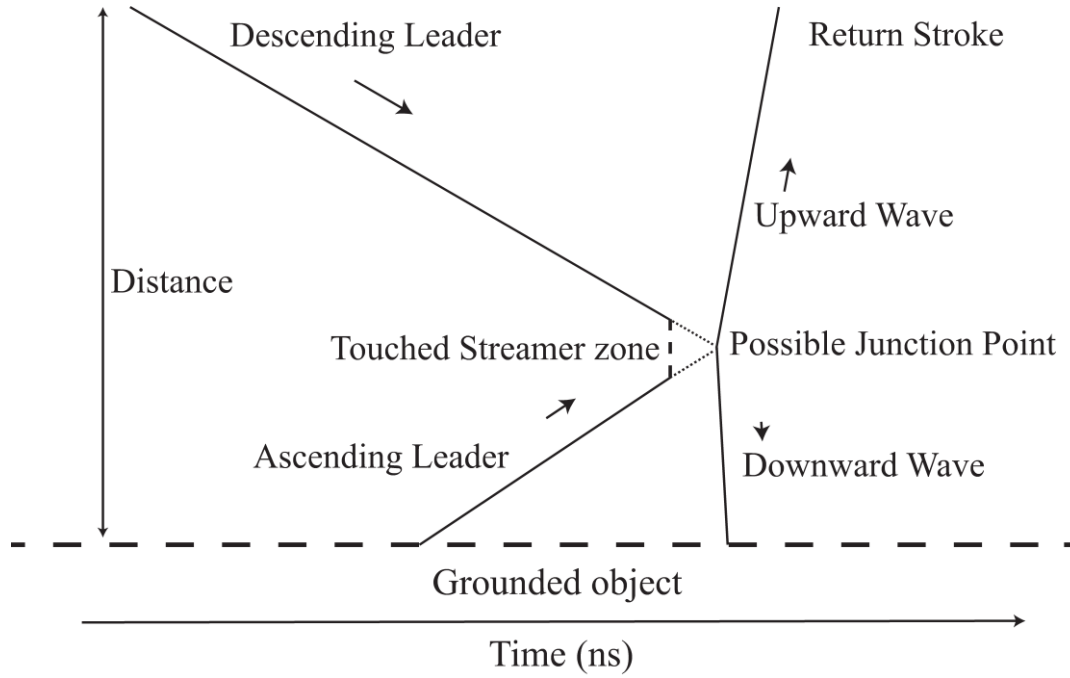 Descending Leader
Return Stroke
Upward Wave
Distance
Touched Streamer zone
Possible Junction Point
Ascending Leader
Downward Wave
Grounded object
Time (ns)